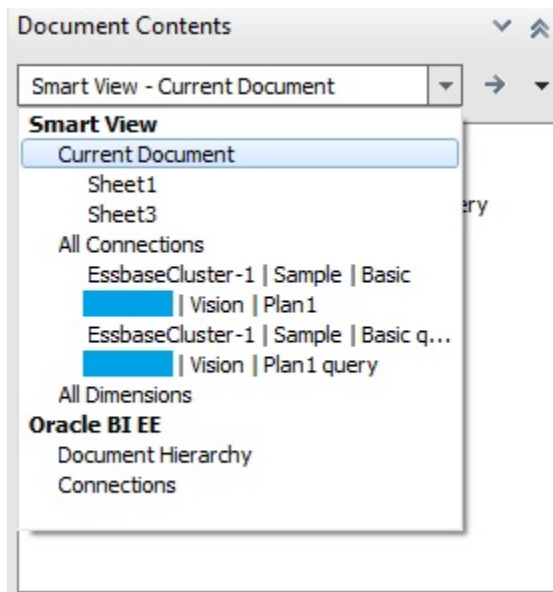 Document Contents
Smart View - Current Document
Smart View
Current Document
Sheet1
Sheet3
ery
All Connections
EssbaseCluster-1 | Sample | Basic
| Vision | Plan1
EssbaseCluster-1 | Sample | Basic q...
| Vision | Plan1 query
All Dimensions
Oracle BI EE
Document Hierarchy
Connections